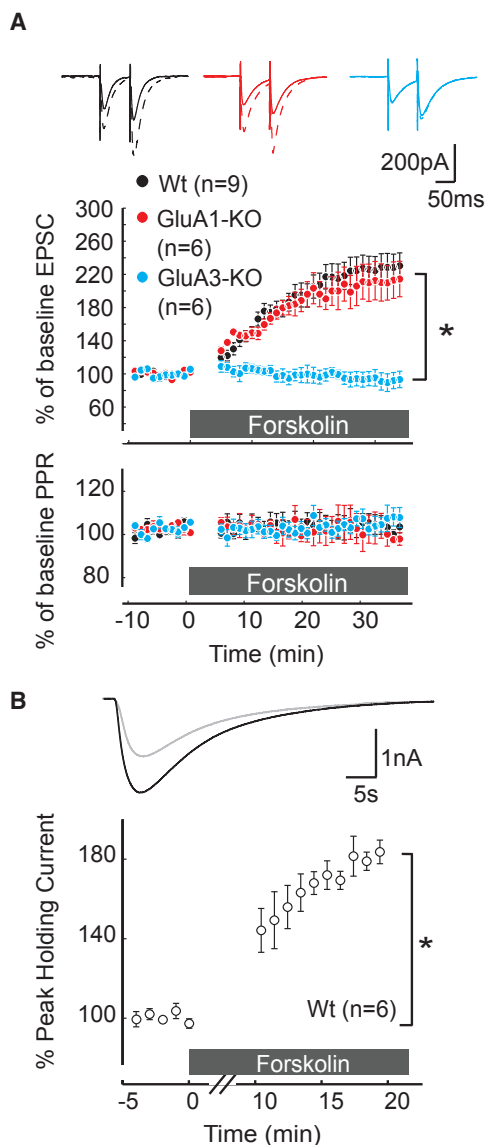 A
200pA
50ms
Wt (n=9)
GluA1-KO
(n=6)
GluA3-KO
(n=6)
% of baseline EPSC
300
260
220
180
140
100
60
*
Forskolin
% of baseline PPR
120
100
80
Forskolin
-10 0 10 20 30
Time (min)
B
1nA
5s
% Peak Holding Current
180
140
100
*
Wt (n=6)
Forskolin
-5 0 10 15 20
Time (min)